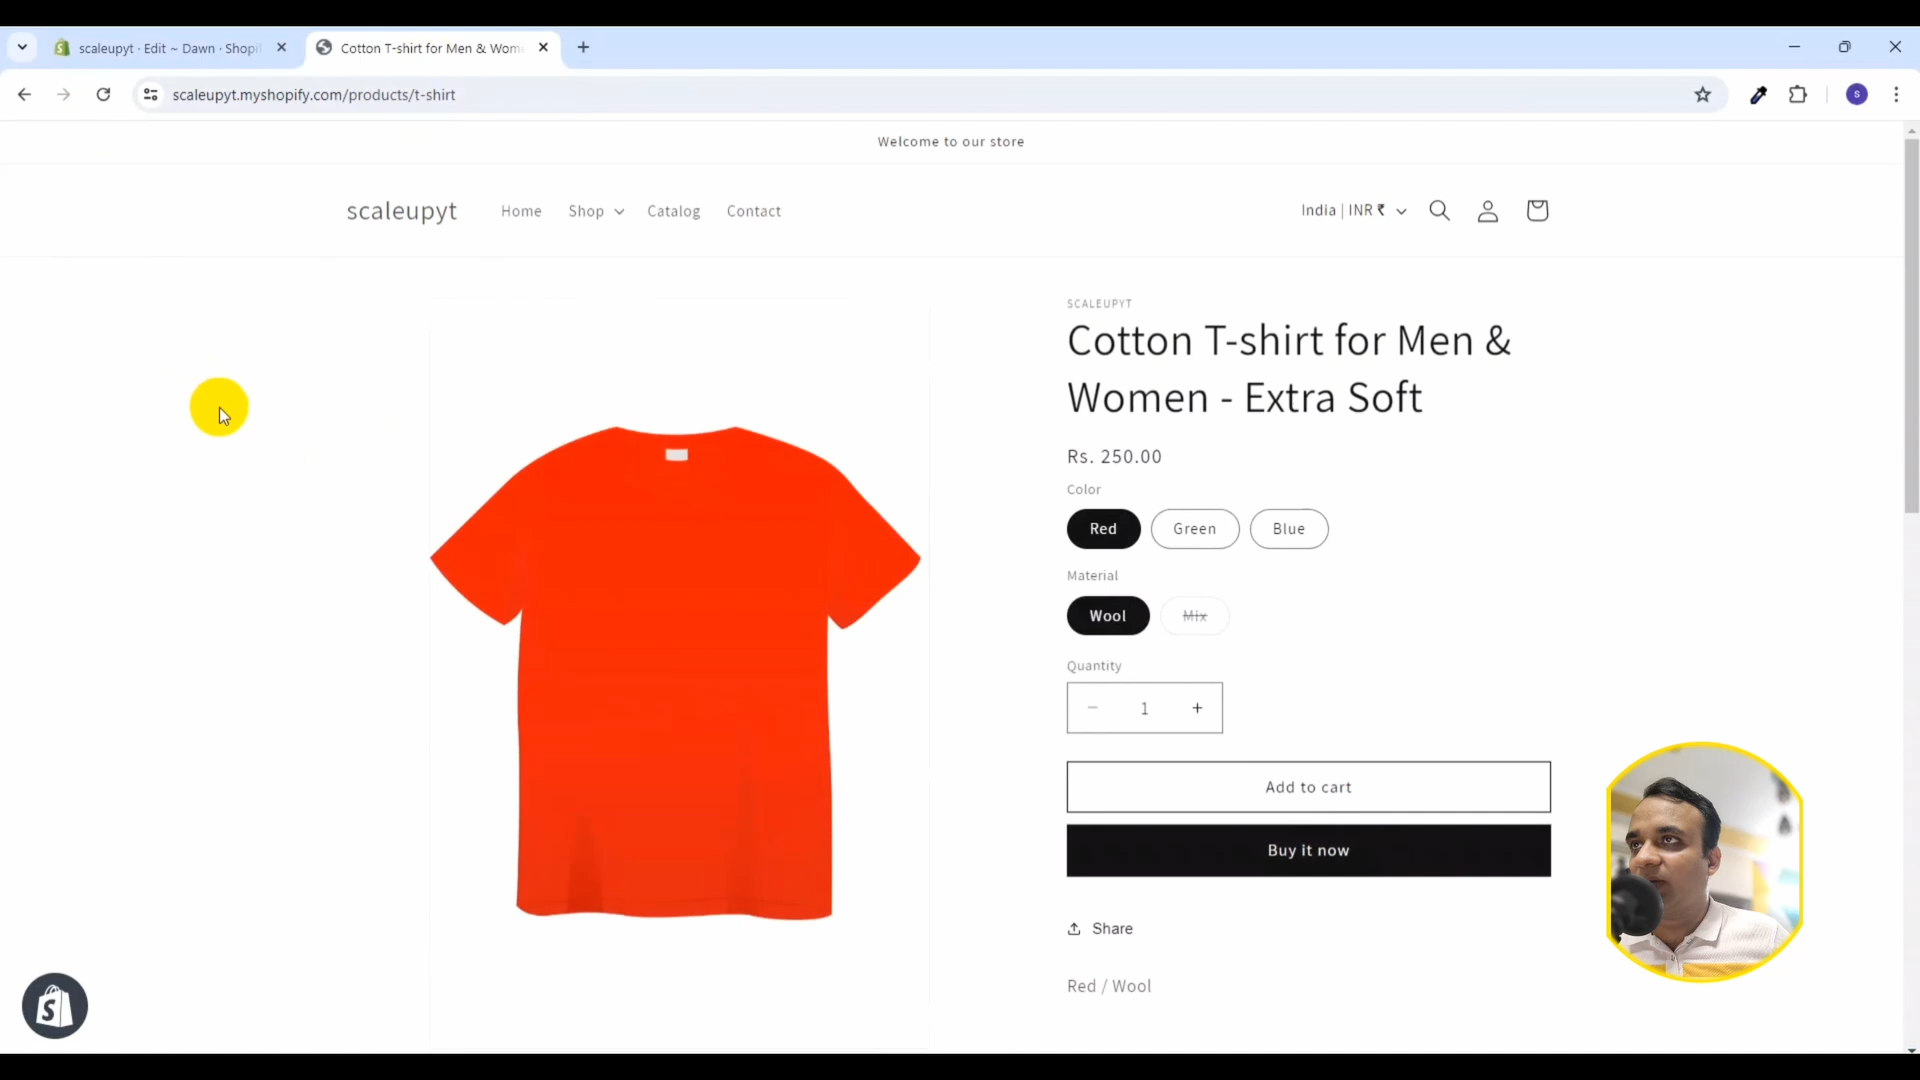 scaleupyt · Edit ~ Dawn · Shopi
Cotton T-shirt for Men & Wom
scaleupyt.myshopify.com/products/t-shirt
S
Welcome to our store
scaleupyt
Home
Shop
Catalog
Contact
India | INR ₹
SCALEUPYT
Cotton T-shirt for Men &
Women - Extra Soft
Rs. 250.00
Color
Red
Green
Blue
Material
Wool
Mix
Quantity
− 1 +
Add to cart
Buy it now
Share
Red / Wool